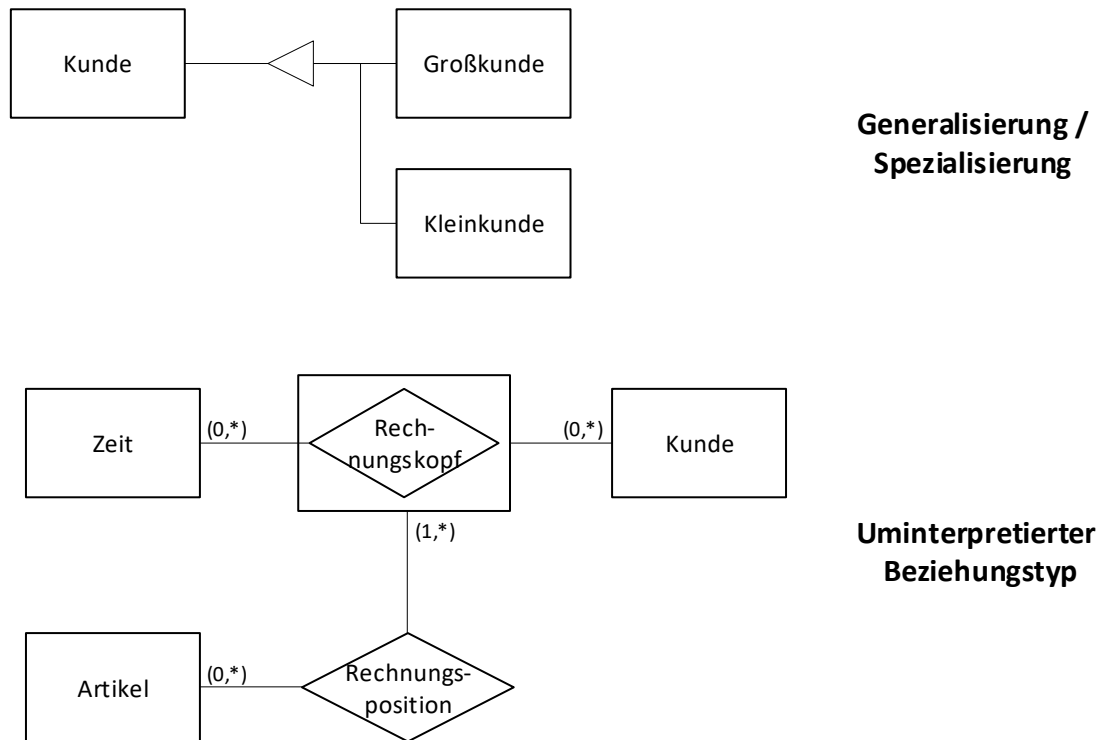 Kunde
Großkunde
Generalisierung /
Spezialisierung
Kleinkunde
Zeit
(0,*)
Rech-
nungskopf
(0,*)
Kunde
(1,*)
Uminterpretierter
Beziehungstyp
Artikel
(0,*)
Rechnungs-
position